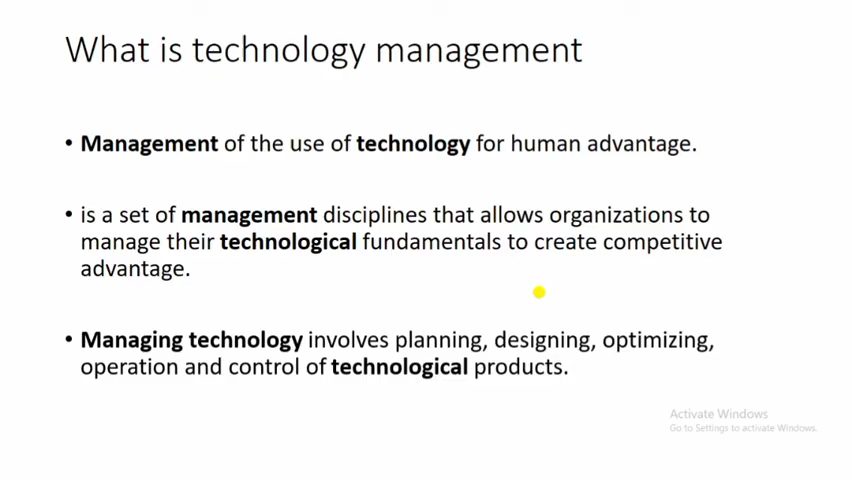 What is technology management
• Management of the use of technology for human advantage.
• is a set of management disciplines that allows organizations to
manage their technological fundamentals to create competitive
advantage.
• Managing technology involves planning, designing, optimizing,
operation and control of technological products.
Activate Windows
Go to Settings to activate Windows.